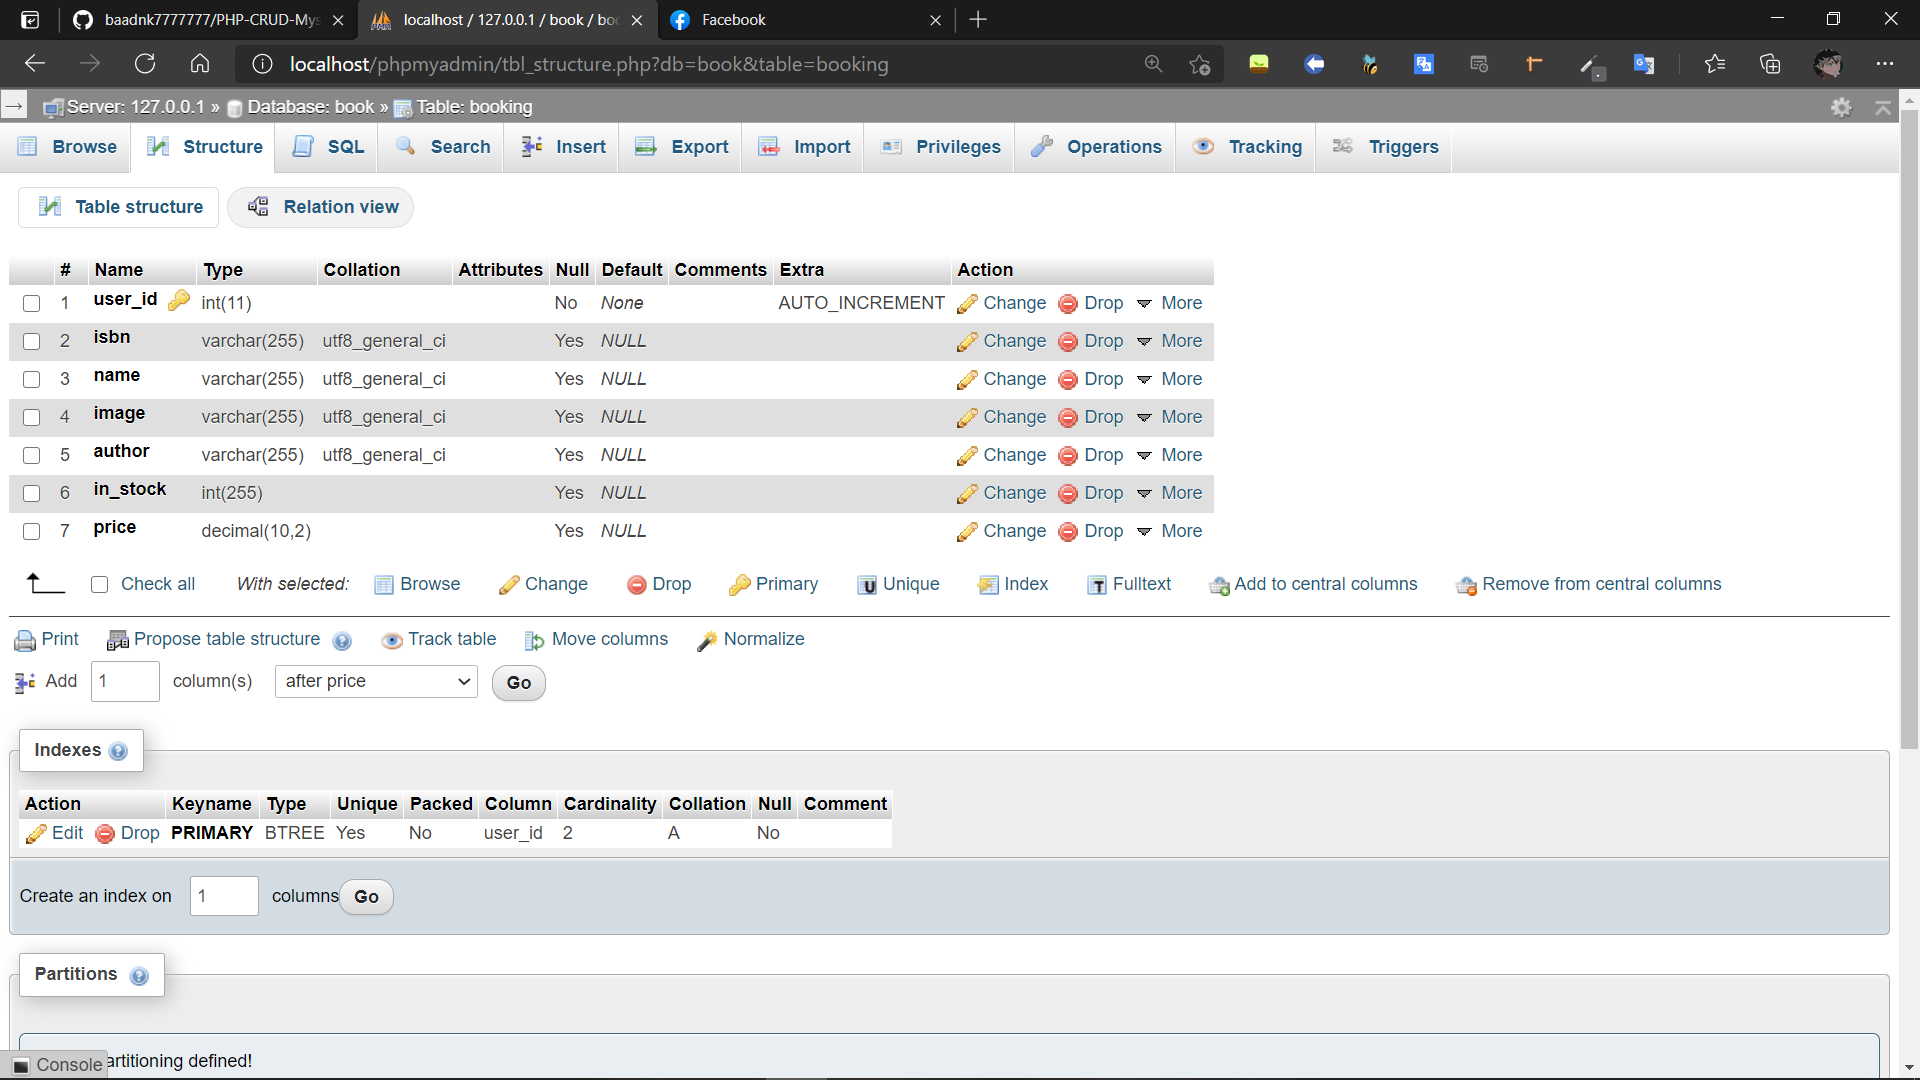 baadnk7777777/PHP-CRUD-Mys
localhost / 127.0.0.1 / book / boo
Facebook
localhost/phpmyadmin/tbl_structure.php?db=book&table=booking
Server: 127.0.0.1 » Database: book » Table: booking
Browse Structure SQL Search Insert Export Import Privileges Operations Tracking Triggers
Table structure Relation view
# Name Type Collation Attributes Null Default Comments Extra Action
1 user_id int(11) No None AUTO_INCREMENT Change Drop More
2 isbn varchar(255) utf8_general_ci Yes NULL Change Drop More
3 name varchar(255) utf8_general_ci Yes NULL Change Drop More
4 image varchar(255) utf8_general_ci Yes NULL Change Drop More
5 author varchar(255) utf8_general_ci Yes NULL Change Drop More
6 in_stock int(255) Yes NULL Change Drop More
7 price decimal(10,2) Yes NULL Change Drop More
Check all With selected: Browse Change Drop Primary Unique Index Fulltext Add to central columns Remove from central columns
Print Propose table structure Track table Move columns Normalize
Add 1 column(s) after price Go
Indexes
Action Keyname Type Unique Packed Column Cardinality Collation Null Comment
Edit Drop PRIMARY BTREE Yes No user_id 2 A No
Create an index on 1 columns Go
Partitions
Console artitioning defined!